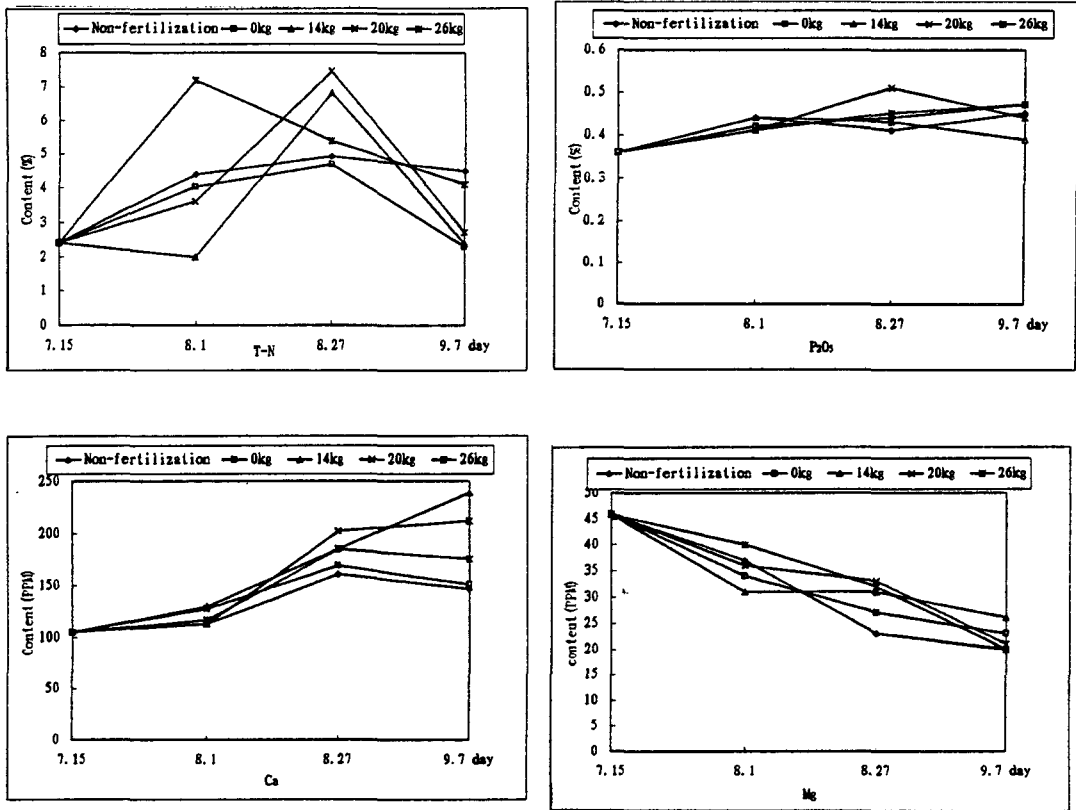 Non-fertilization 0kg 14kg 20kg 26kg
Content (%)
8
7
6
5
4
3
2
1
0
7.15 8.1 8.27 9.7 day
T-N
Non-fertilization 0kg 14kg 20kg 26kg
Content (%)
0.6
0.5
0.4
0.3
0.2
0.1
0
7.15 8.1 8.27 9.7 day
P₂O₅
Non-fertilization 0kg 14kg 20kg 26kg
Content (PPM)
250
200
150
100
50
0
7.15 8.1 8.27 9.7 day
Ca
Non-fertilization 0kg 14kg 20kg 26kg
content (PPM)
50
45
40
35
30
25
20
15
10
5
0
7.15 8.1 8.27 9.7 day
Mg